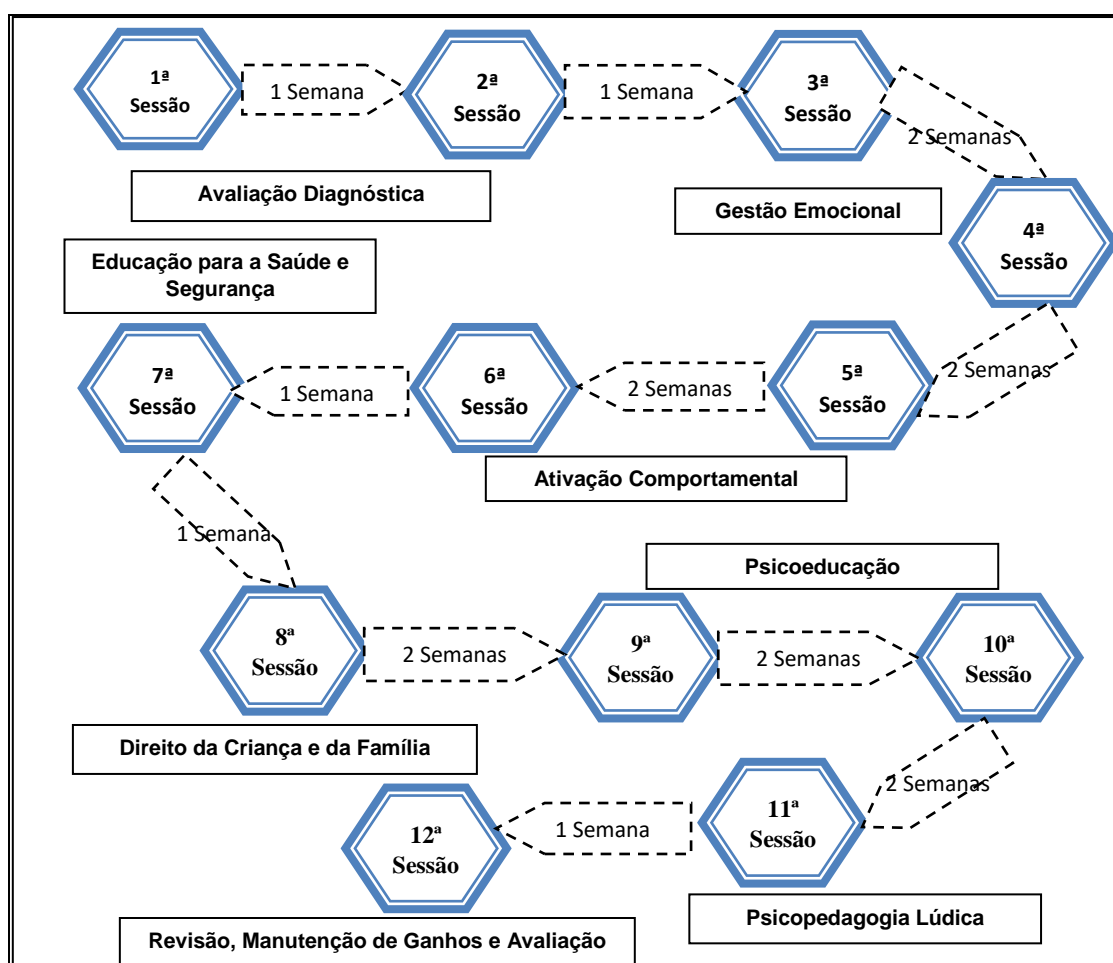 1ª
Sessão
1 Semana
2ª
Sessão
1 Semana
3ª
Sessão
2 Semanas
Avaliação Diagnóstica
Gestão Emocional
4ª
Sessão
Educação para a Saúde e
Segurança
7ª
Sessão
1 Semana
6ª
Sessão
2 Semanas
5ª
Sessão
2 Semanas
Ativação Comportamental
1 Semana
Psicoeducação
8ª
Sessão
2 Semanas
9ª
Sessão
2 Semanas
10ª
Sessão
Direito da Criança e da Família
2 Semanas
12ª
Sessão
1 Semana
11ª
Sessão
Psicopedagogia Lúdica
Revisão, Manutenção de Ganhos e Avaliação